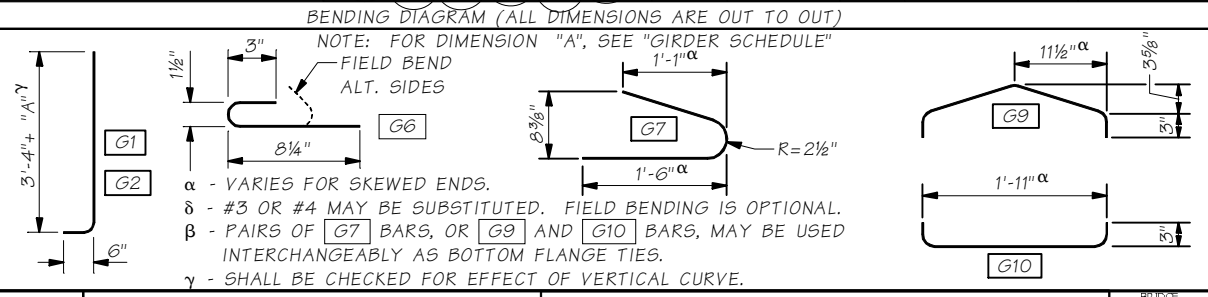 BENDING DIAGRAM (ALL DIMENSIONS ARE OUT TO OUT)
NOTE: FOR DIMENSION "A", SEE "GIRDER SCHEDULE"
3'-4"+ "A"γ
6"
G1
G2
3"
1½"
FIELD BEND
ALT. SIDES
G6
8¼"
1'-1"α
8⅜"
G7
R=2½"
1'-6"α
11½"α
3⅝"
G9
3"
1'-11"α
3"
G10
α - VARIES FOR SKEWED ENDS.
δ - #3 OR #4 MAY BE SUBSTITUTED. FIELD BENDING IS OPTIONAL.
β - PAIRS OF G7 BARS, OR G9 AND G10 BARS, MAY BE USED
INTERCHANGEABLY AS BOTTOM FLANGE TIES.
γ - SHALL BE CHECKED FOR EFFECT OF VERTICAL CURVE.